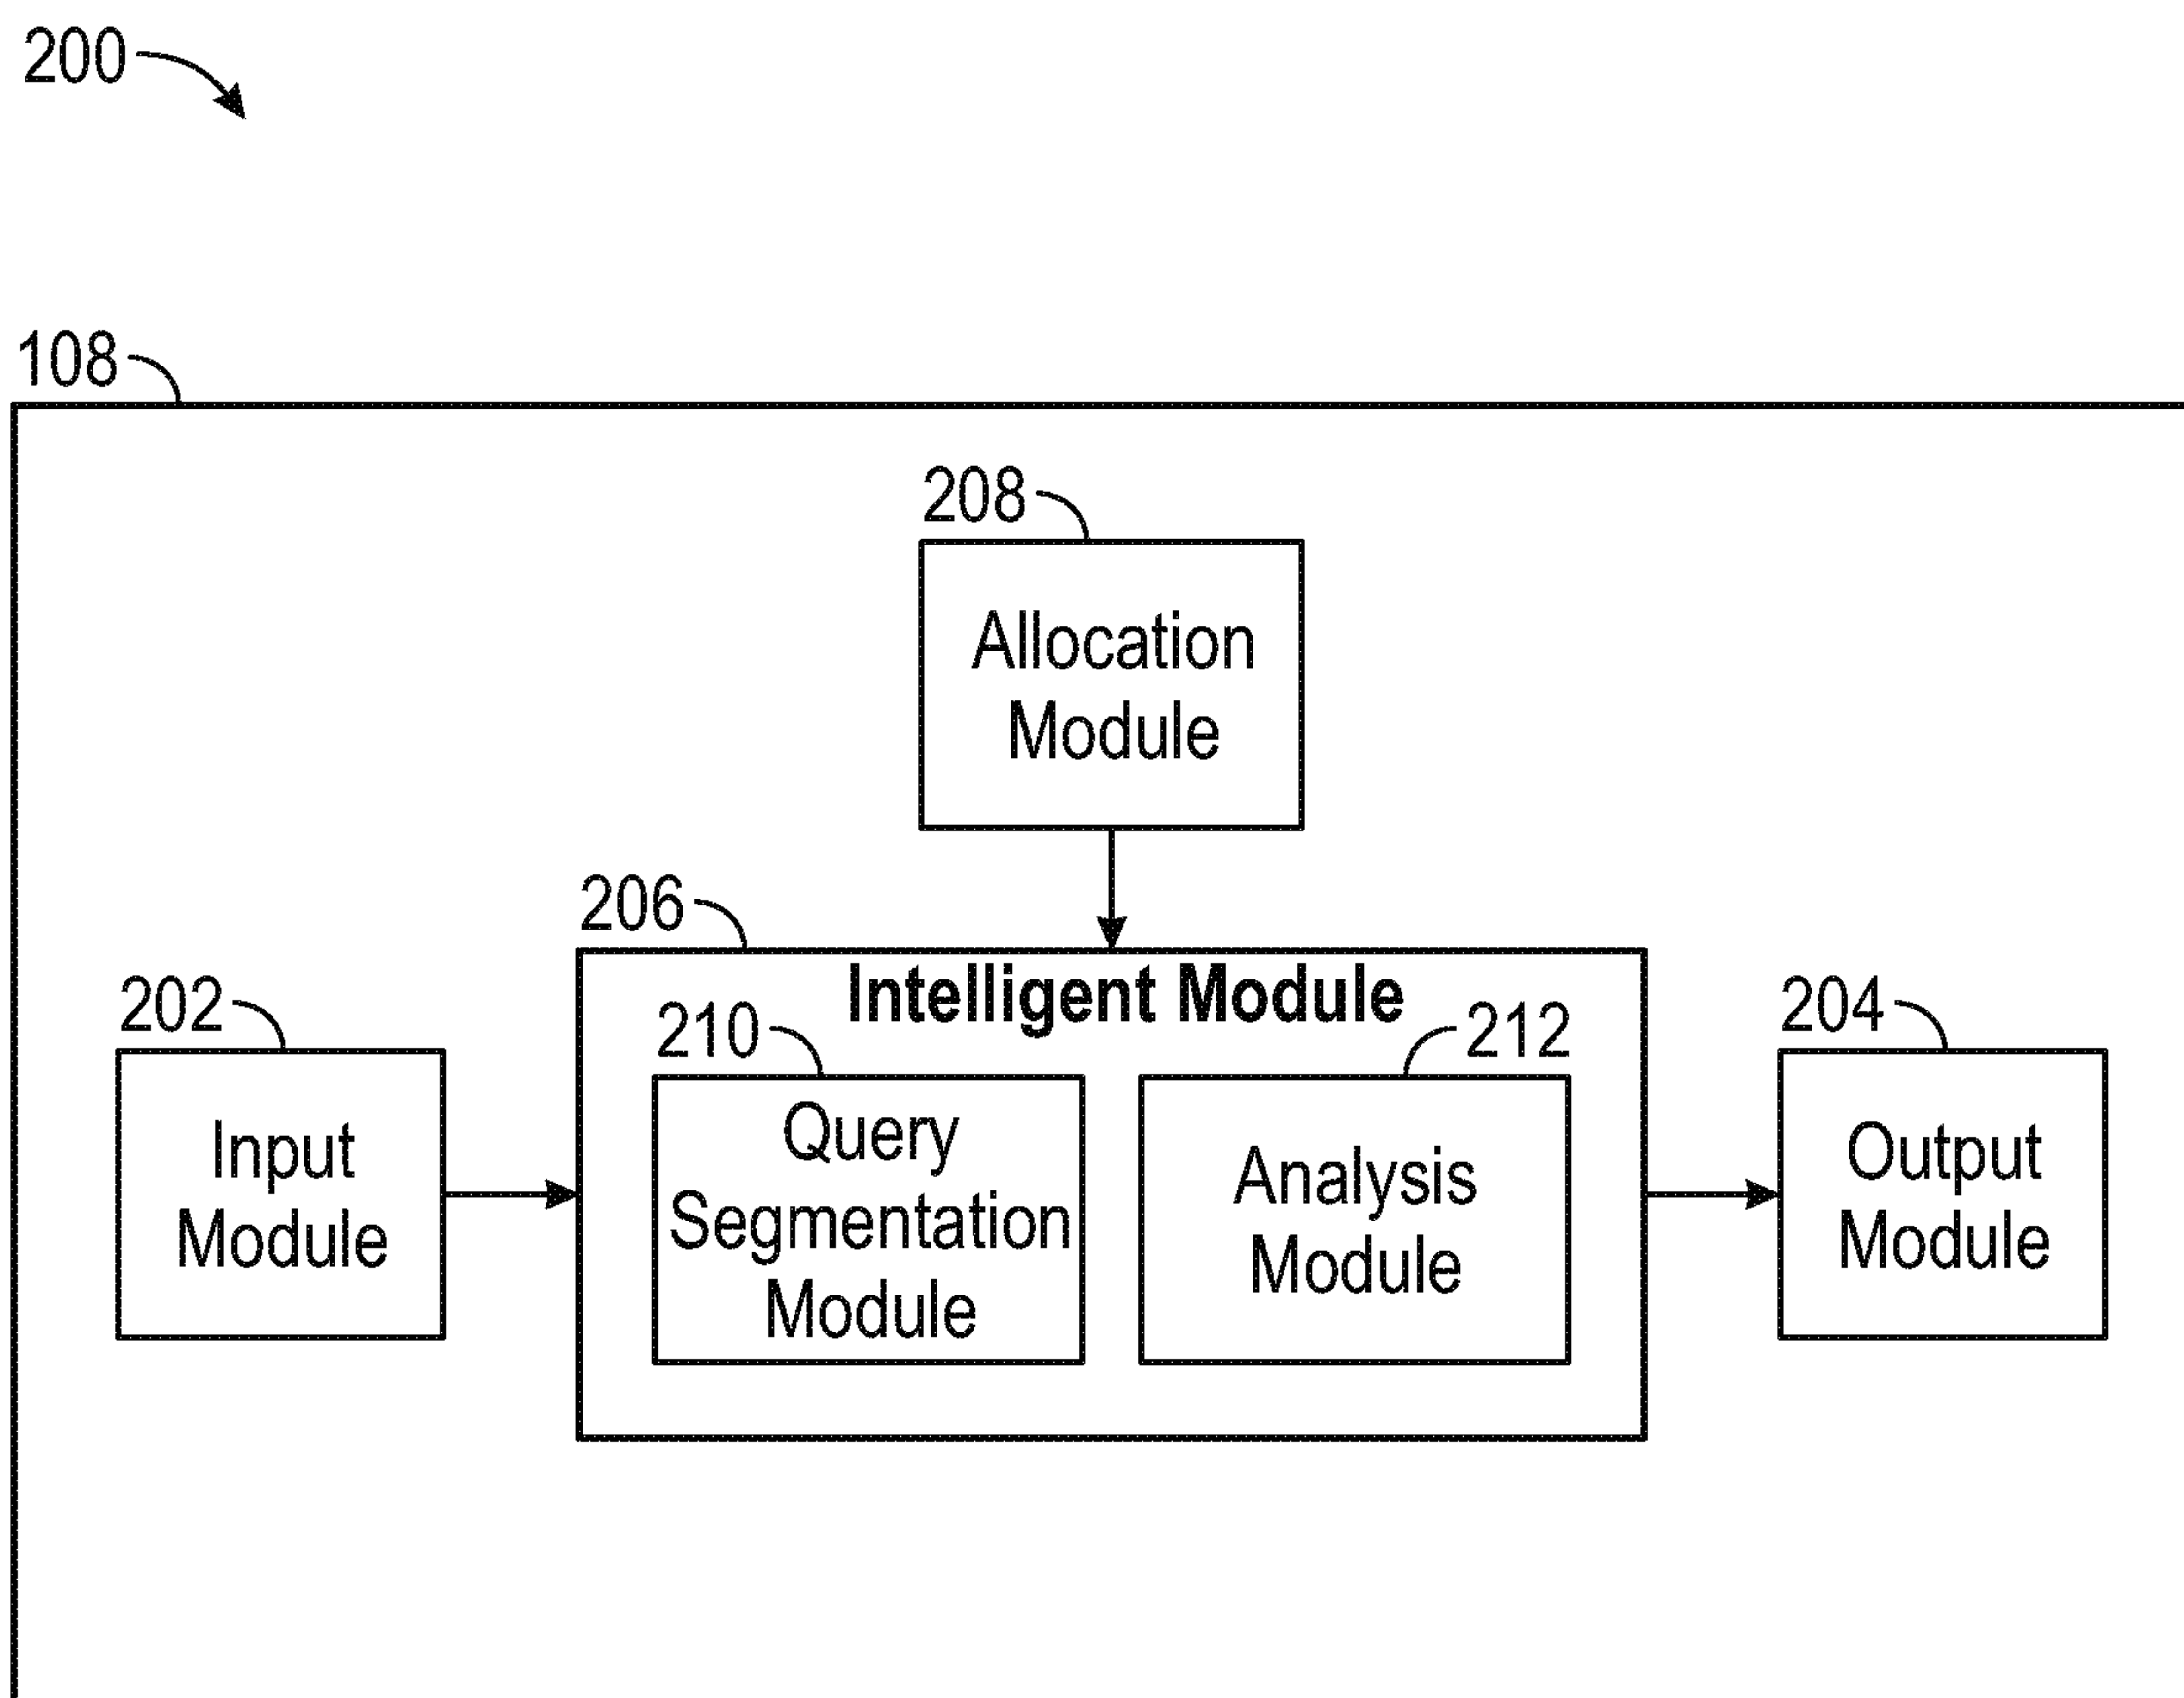 200
108
208
Allocation
Module
206
Intelligent Module
202
210
212
204
Input
Module
Query
Segmentation
Module
Analysis
Module
Output
Module